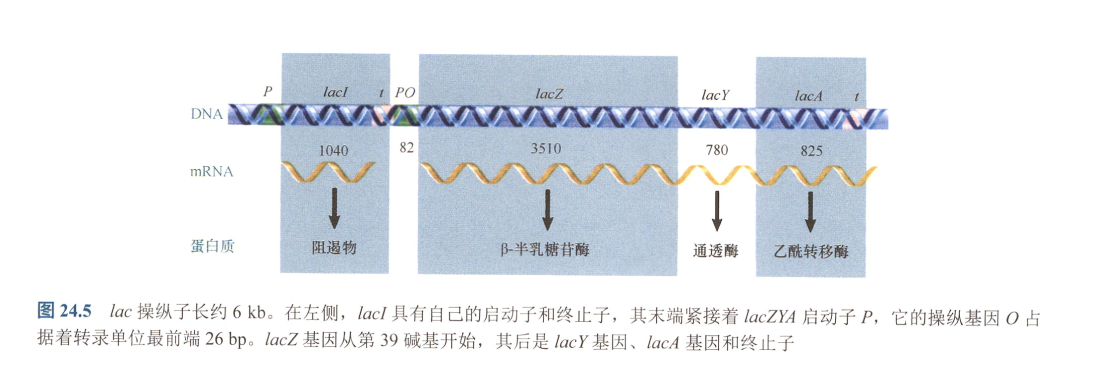 P lacI t PO lacZ lacY lacA t
DNA
1040 82 3510 780 825
mRNA
蛋白质 阻遏物 β-半乳糖苷酶 通透酶 乙酰转移酶
图 24.5 lac 操纵子长约 6 kb。在左侧，lacI 具有自己的启动子和终止子，其末端紧接着 lacZYA 启动子 P，它的操纵基因 O 占
据着转录单位最前端 26 bp。lacZ 基因从第 39 碱基开始，其后是 lacY 基因、lacA 基因和终止子